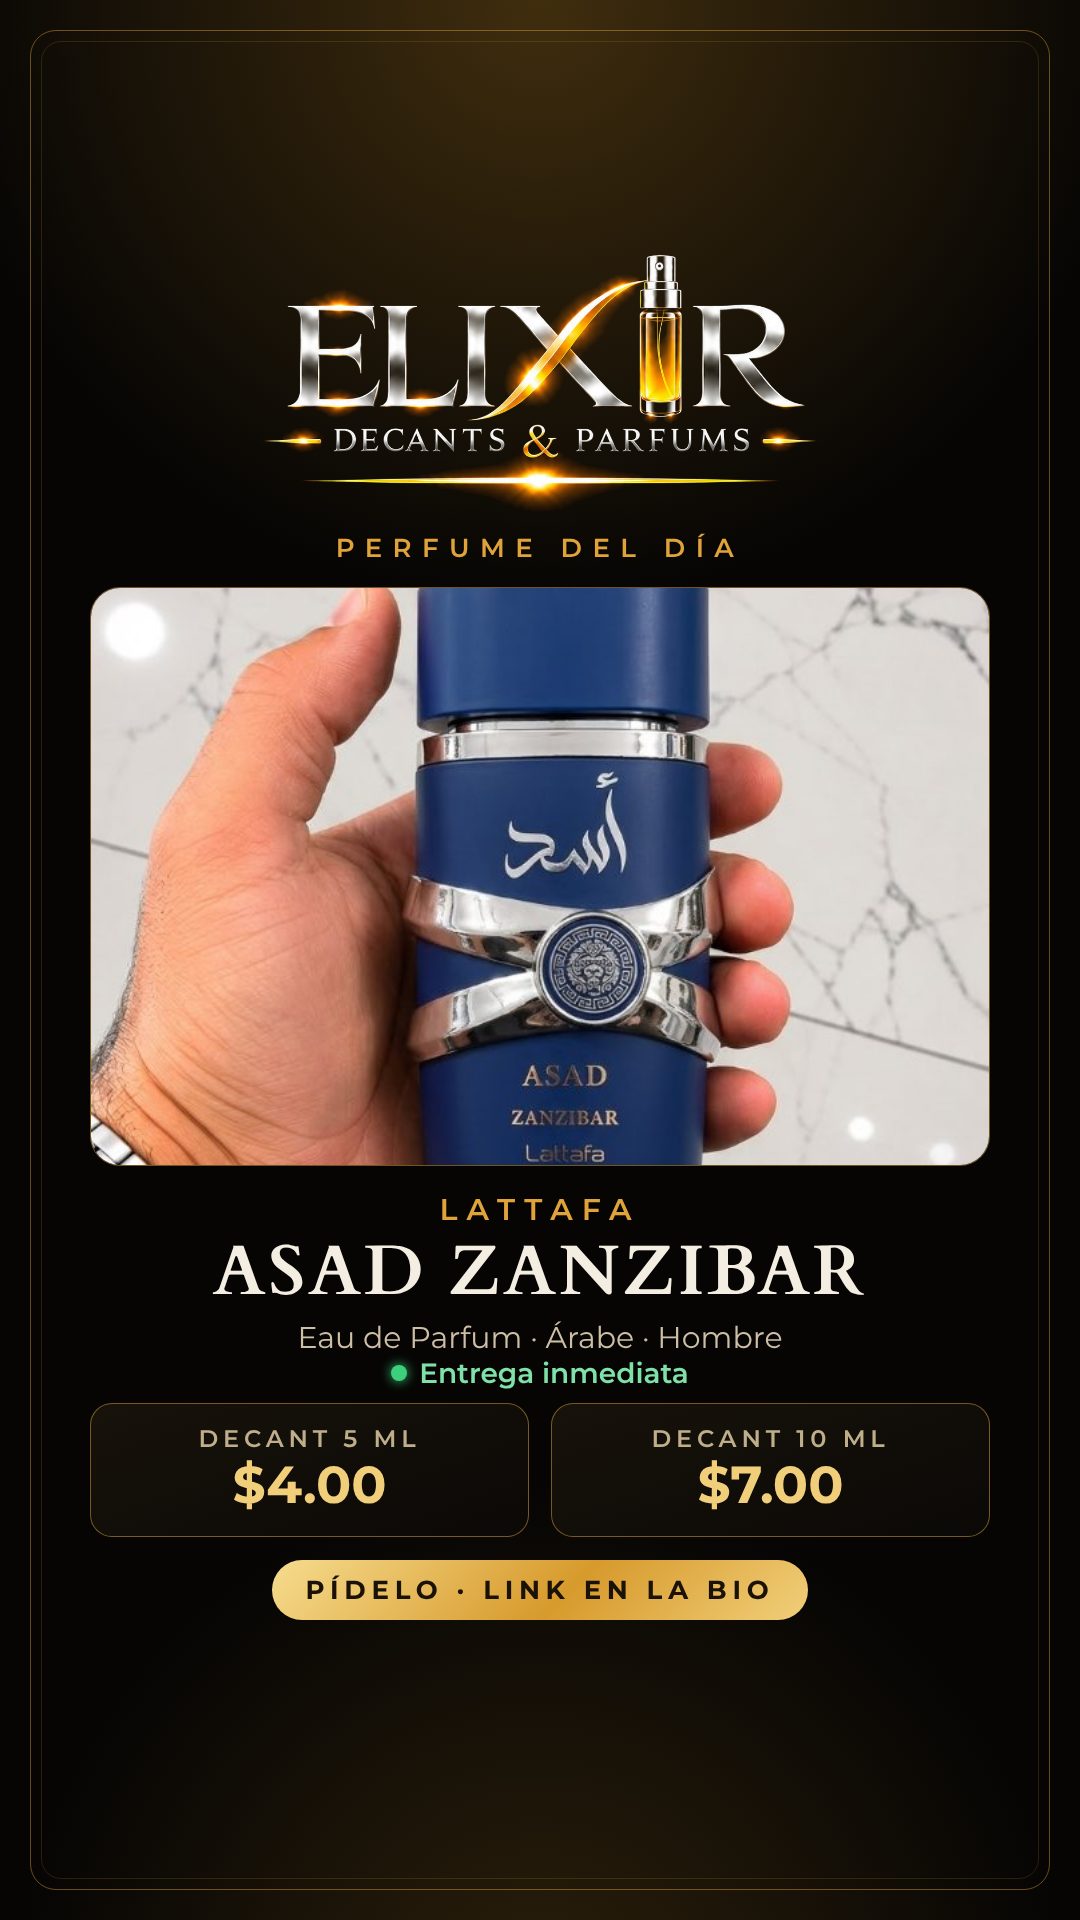 ELIXIR
DECANTS & PARFUMS
PERFUME DEL DÍA
أسد
ASAD
ZANZIBAR
Lattafa
LATTAFA
ASAD ZANZIBAR
Eau de Parfum · Árabe · Hombre
Entrega inmediata
DECANT 5 ML
$4.00
DECANT 10 ML
$7.00
PÍDELO · LINK EN LA BIO